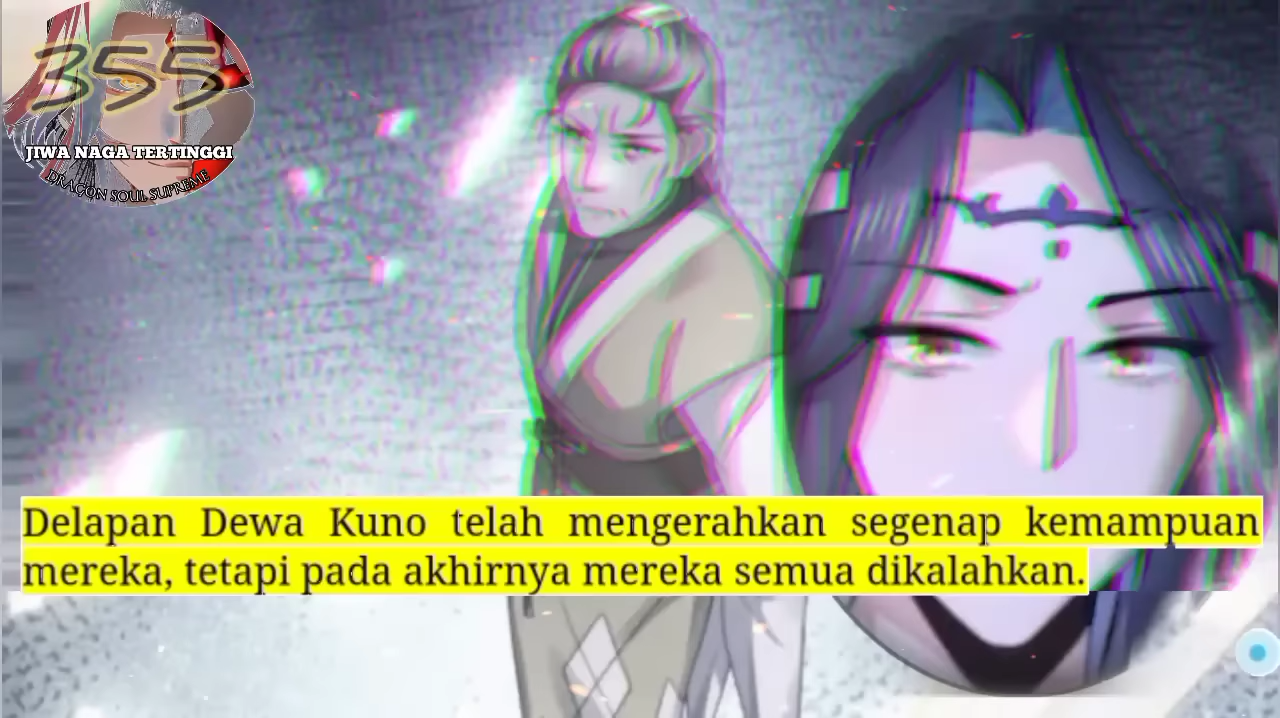 355
JIWA NAGA TERTINGGI
DRAGON SOUL SUPREME
Delapan Dewa Kuno telah mengerahkan segenap kemampuan
mereka, tetapi pada akhirnya mereka semua dikalahkan.